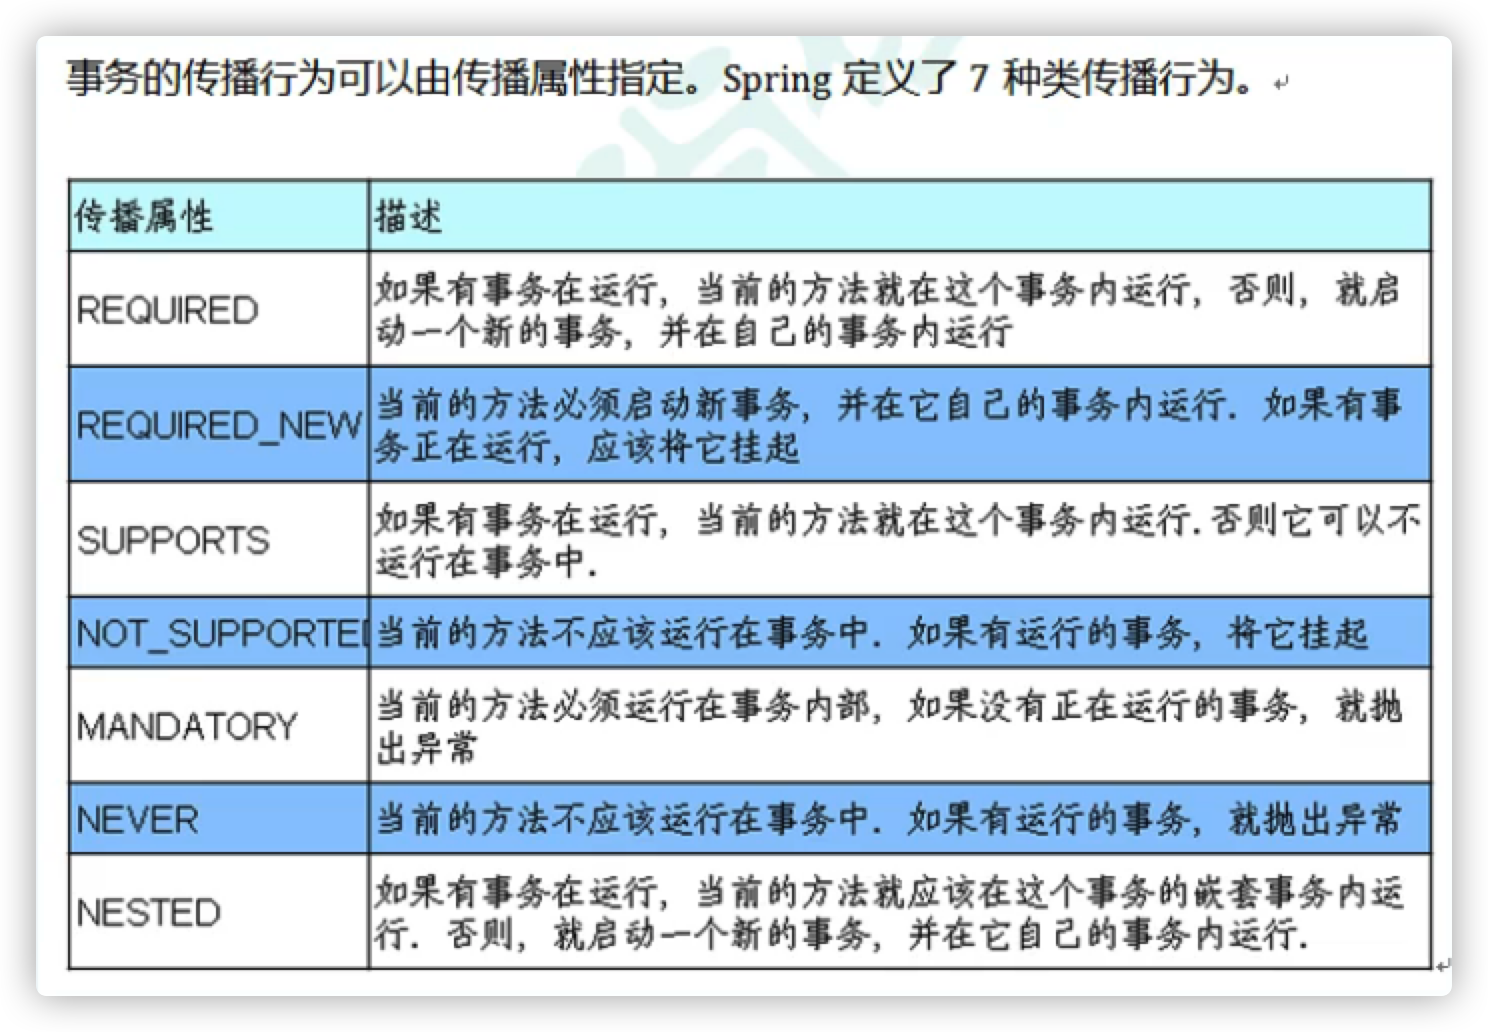 事务的传播行为可以由传播属性指定。Spring 定义了 7 种类传播行为。
传播属性 描述
REQUIRED
如果有事务在运行，当前的方法就在这个事务内运行，否则，就启
动一个新的事务，并在自己的事务内运行
REQUIRED_NEW
当前的方法必须启动新事务，并在它自己的事务内运行. 如果有事
务正在运行，应该将它挂起
SUPPORTS
如果有事务在运行，当前的方法就在这个事务内运行.否则它可以不
运行在事务中.
NOT_SUPPORTED 当前的方法不应该运行在事务中. 如果有运行的事务，将它挂起
MANDATORY
当前的方法必须运行在事务内部，如果没有正在运行的事务，就抛
出异常
NEVER 当前的方法不应该运行在事务中. 如果有运行的事务，就抛出异常
NESTED
如果有事务在运行，当前的方法就应该在这个事务的嵌套事务内运
行. 否则，就启动一个新的事务，并在它自己的事务内运行.